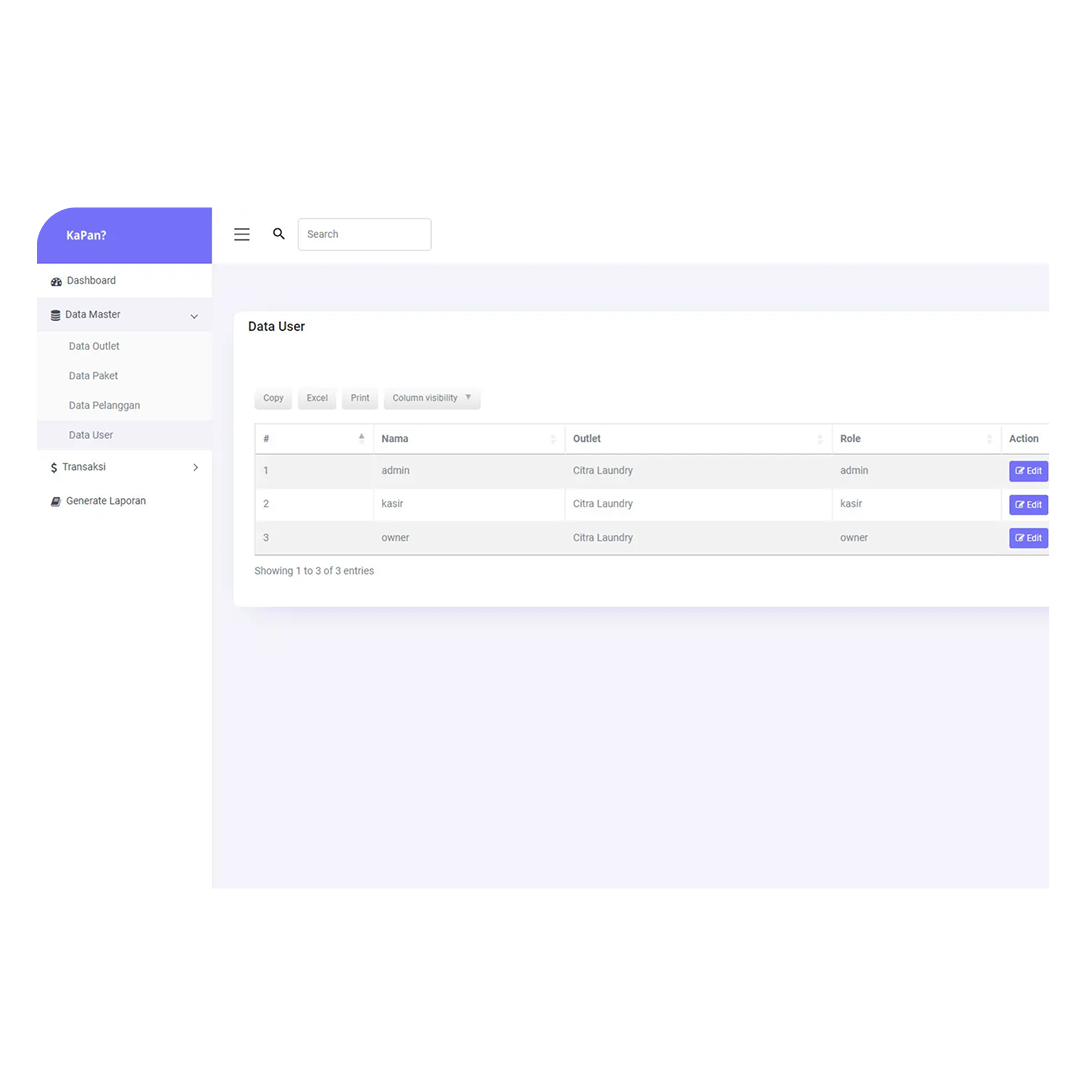 KaPan?
Search
Dashboard
Data Master
Data Outlet
Data Paket
Data Pelanggan
Data User
Transaksi
Generate Laporan
Data User
Copy Excel Print Column visibility
# Nama Outlet Role Action
1 admin Citra Laundry admin Edit
2 kasir Citra Laundry kasir Edit
3 owner Citra Laundry owner Edit
Showing 1 to 3 of 3 entries